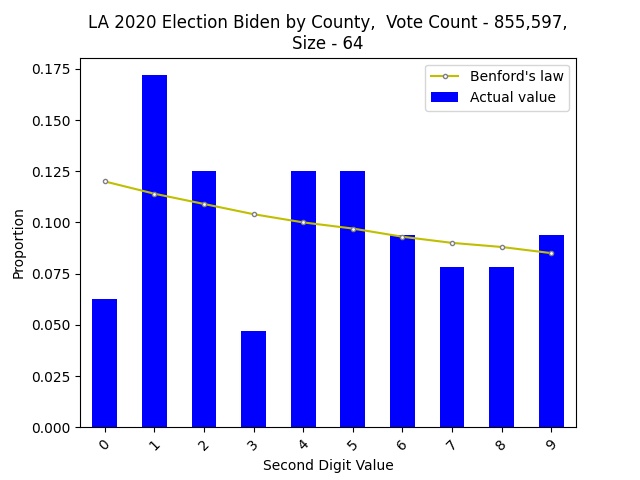 LA 2020 Election Biden by County,  Vote Count - 855,597,
Size - 64
Benford's law
Actual value
Proportion
0.175
0.150
0.125
0.100
0.075
0.050
0.025
0.000
0 1 2 3 4 5 6 7 8 9
Second Digit Value